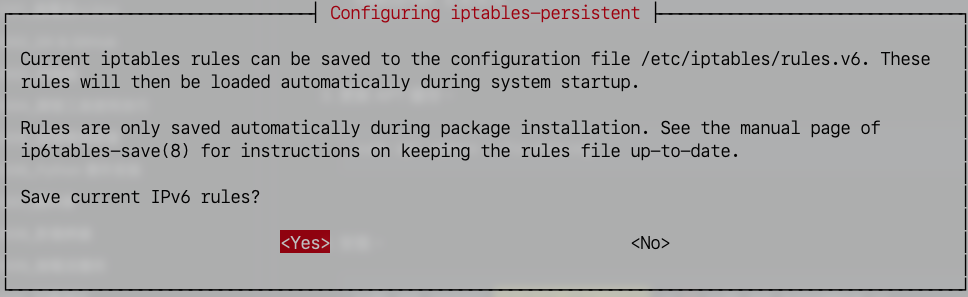 Configuring iptables-persistent
Current iptables rules can be saved to the configuration file /etc/iptables/rules.v6. These
rules will then be loaded automatically during system startup.
Rules are only saved automatically during package installation. See the manual page of
ip6tables-save(8) for instructions on keeping the rules file up-to-date.
Save current IPv6 rules?
<Yes> <No>